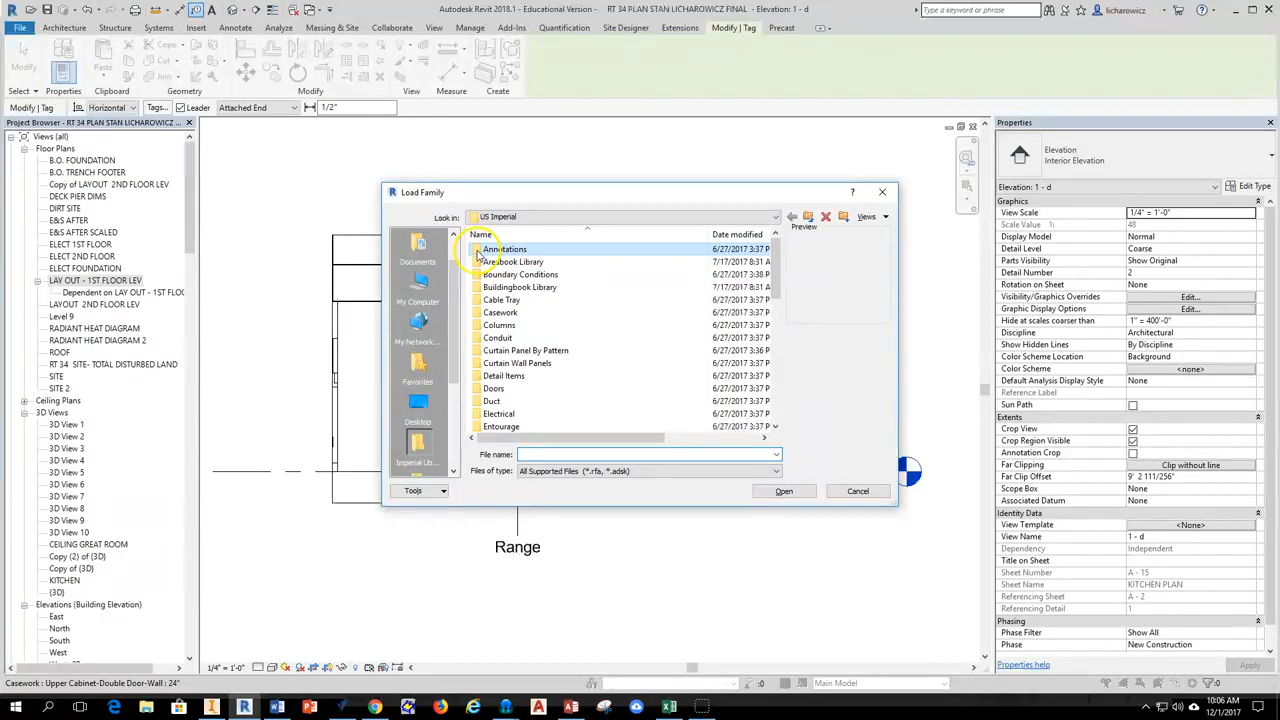 Autodesk Revit 2018.1 - Educational Version - RT 34 PLAN STAN LICHAROWICZ FINAL - Elevation: 1 - d
Type a keyword or phrase
licharowicz
File Architecture Structure Systems Insert Annotate Analyze Massing & Site Collaborate View Manage Add-Ins Quantification Site Designer Extensions Modify | Tag Precast
Modify
Paste
Cope
Cut
Join
Select Properties Clipboard Geometry Modify View Measure Create
Modify | Tag Horizontal Tags... Leader Attached End 1/2"
Project Browser - RT 34 PLAN STAN LICHAROWICZ FINAL
Views (all)
Floor Plans
B.O. FOUNDATION
B.O. TRENCH FOOTER
Copy of LAYOUT 2ND FLOOR LEV
DECK PIER DIMS
DIRT SITE
E&S AFTER
E&S AFTER SCALED
ELECT 1ST FLOOR
ELECT 2ND FLOOR
ELECT FOUNDATION
LAY OUT - 1ST FLOOR LEV
Dependent on LAY OUT - 1ST FLOO
LAYOUT 2ND FLOOR LEV
Level 9
RADIANT HEAT DIAGRAM
RADIANT HEAT DIAGRAM 2
ROOF
RT 34 SITE- TOTAL DISTURBED LAND
SITE
SITE 2
Ceiling Plans
3D Views
3D View 1
3D View 2
3D View 3
3D View 4
3D View 5
3D View 6
3D View 7
3D View 8
3D View 9
3D View 10
CEILING GREAT ROOM
Copy (2) of {3D}
Copy of {3D}
KITCHEN
{3D}
Elevations (Building Elevation)
East
North
South
West
Load Family
Look in: US Imperial
Views
Preview
Name Date modified
Annotations 6/27/2017 3:37 P
Areabook Library 7/17/2017 8:31 A
Boundary Conditions 6/27/2017 3:38 P
Buildingbook Library 7/17/2017 8:31 A
Cable Tray 6/27/2017 3:37 P
Casework 6/27/2017 3:37 P
Columns 6/27/2017 3:37 P
Conduit 6/27/2017 3:37 P
Curtain Panel By Pattern 6/27/2017 3:36 P
Curtain Wall Panels 6/27/2017 3:37 P
Detail Items 6/27/2017 3:37 P
Doors 6/27/2017 3:37 P
Duct 6/27/2017 3:37 P
Electrical 6/27/2017 3:37 P
Entourage 6/27/2017 3:37 P
Documents
My Computer
My Network...
Favorites
Desktop
Imperial Lib...
File name:
Files of type: All Supported Files (*.rfa, *.adsk)
Tools Open Cancel
Range
Properties
Elevation
Interior Elevation
Elevation: 1 - d Edit Type
Graphics
View Scale 1/4" = 1'-0"
Scale Value 1: 48
Display Model Normal
Detail Level Coarse
Parts Visibility Show Original
Detail Number 2
Rotation on Sheet None
Visibility/Graphics Overrides Edit...
Graphic Display Options Edit...
Hide at scales coarser than 1" = 400'-0"
Discipline Architectural
Show Hidden Lines By Discipline
Color Scheme Location Background
Color Scheme <none>
Default Analysis Display Style None
Reference Label
Sun Path
Extents
Crop View
Crop Region Visible
Annotation Crop
Far Clipping Clip without line
Far Clip Offset 9' 2 111/256"
Scope Box None
Associated Datum None
Identity Data
View Template <None>
View Name 1 - d
Dependency Independent
Title on Sheet
Sheet Number A - 15
Sheet Name KITCHEN PLAN
Referencing Sheet A - 2
Referencing Detail 1
Phasing
Phase Filter Show All
Phase New Construction
Properties help Apply
1/4" = 1'-0"
Casework : Upper Cabinet-Double Door-Wall : 24"
:0 Main Model :0
10:06 AM
12/1/2017